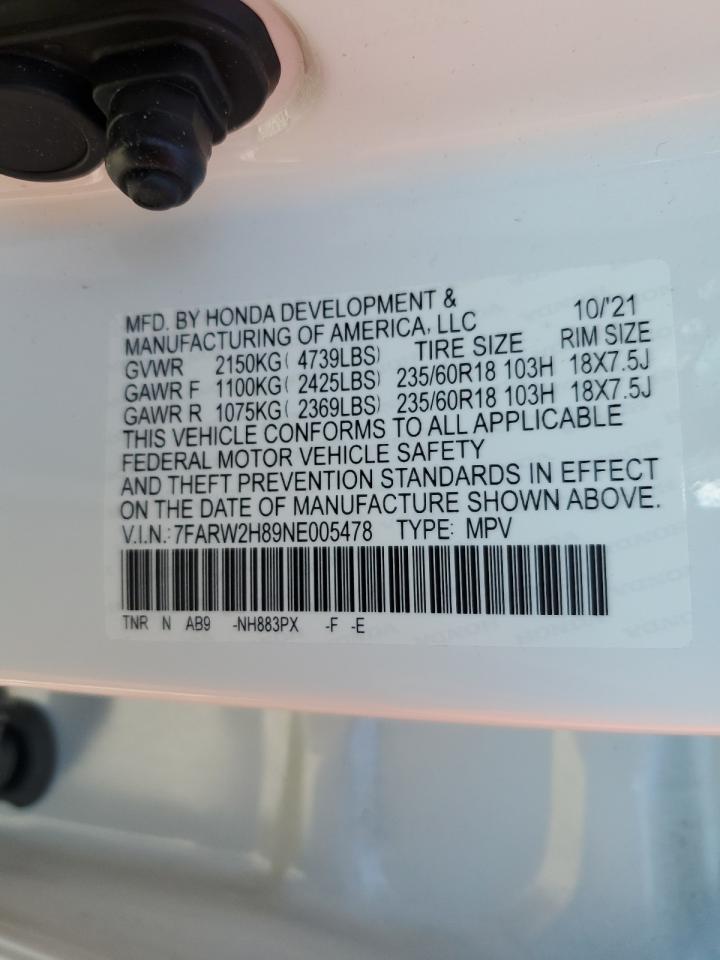 MFD. BY HONDA DEVELOPMENT & 10/'21
MANUFACTURING OF AMERICA, LLC
TIRE SIZE RIM SIZE
GVWR 2150KG( 4739LBS)
GAWR F 1100KG( 2425LBS) 235/60R18 103H 18X7.5J
GAWR R 1075KG( 2369LBS) 235/60R18 103H 18X7.5J
THIS VEHICLE CONFORMS TO ALL APPLICABLE
FEDERAL MOTOR VEHICLE SAFETY
AND THEFT PREVENTION STANDARDS IN EFFECT
ON THE DATE OF MANUFACTURE SHOWN ABOVE.
V.I.N.: 7FARW2H89NE005478 TYPE: MPV
TNR N AB9 -NH883PX -F -E